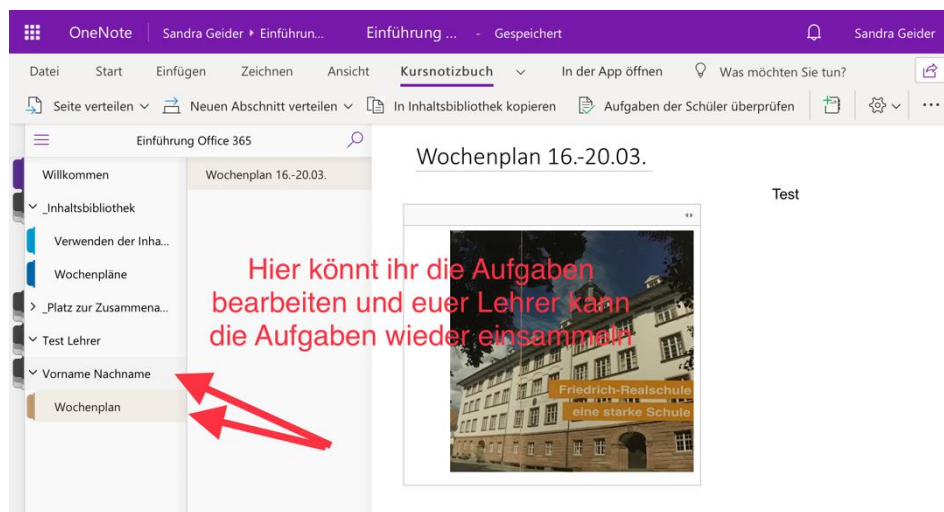 OneNote
Sandra Geider ▸ Einführun...
Einführung ... - Gespeichert
Sandra Geider
Datei Start Einfügen Zeichnen Ansicht Kursnotizbuch In der App öffnen Was möchten Sie tun?
Seite verteilen Neuen Abschnitt verteilen In Inhaltsbibliothek kopieren Aufgaben der Schüler überprüfen ...
Einführung Office 365
Willkommen
_Inhaltsbibliothek
Verwenden der Inha...
Wochenpläne
_Platz zur Zusammena...
Test Lehrer
Vorname Nachname
Wochenplan
Wochenplan 16.-20.03.
Wochenplan 16.-20.03.
Test
Hier könnt ihr die Aufgaben
bearbeiten und euer Lehrer kann
die Aufgaben wieder einsammeln
Friedrich-Realschule
eine starke Schule